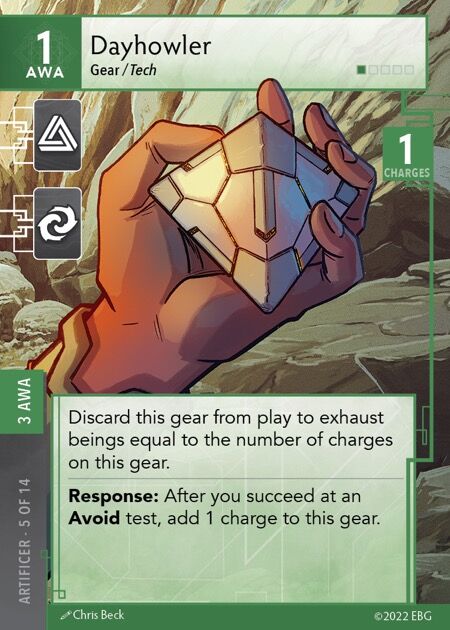 1
AWA
Dayhowler
Gear / Tech
1
CHARGES
3 AWA
Discard this gear from play to exhaust
beings equal to the number of charges
on this gear.
Response: After you succeed at an
Avoid test, add 1 charge to this gear.
ARTIFICER - 5 OF 14
Chris Beck
©2022 EBG